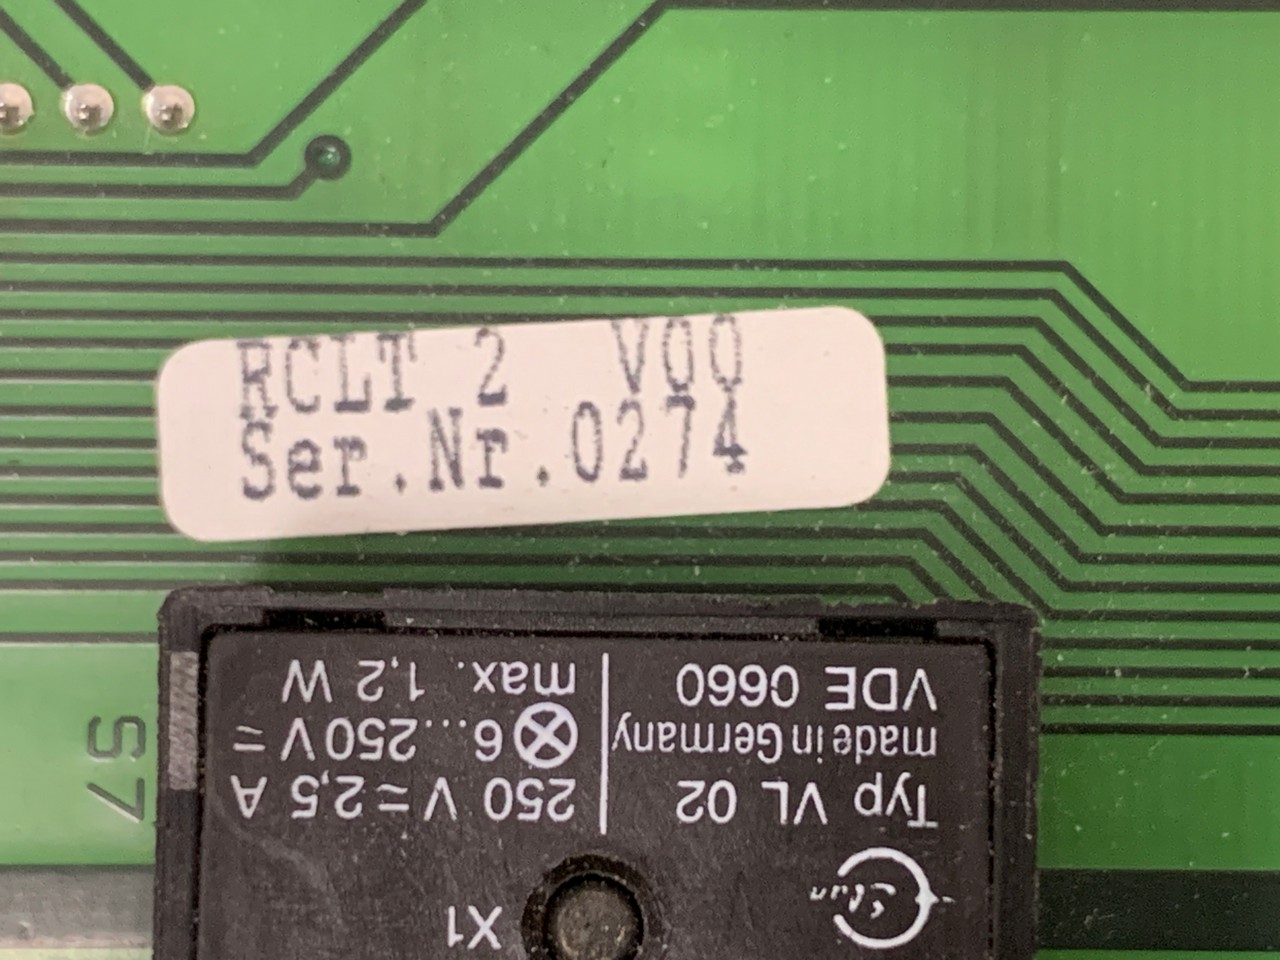 RCLT 2 V00
Ser.Nr.0274
S7
X1
Typ VL 02
made in Germany
VDE 0660
250 V ≂ 2,5 A
⊗ 6...250V ≂
max. 1,2 W